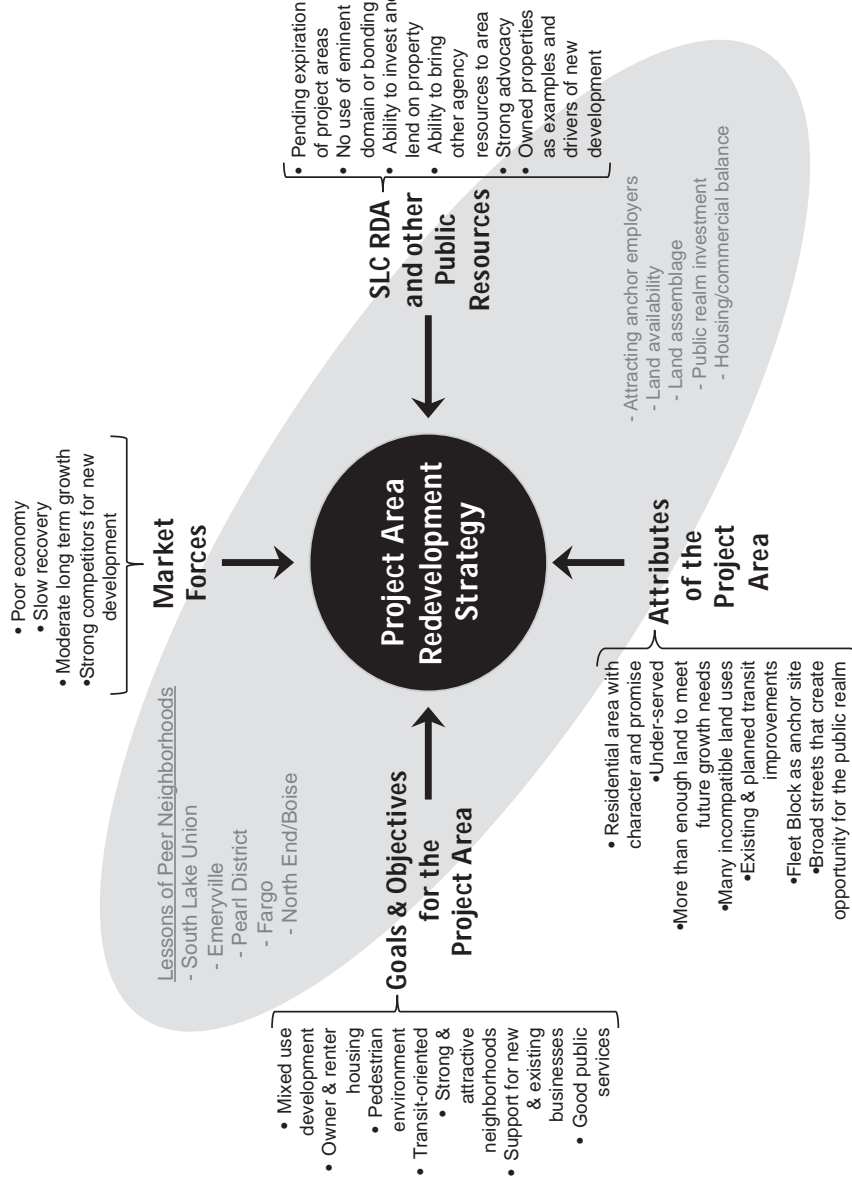 • Poor economy
• Slow recovery
• Moderate long term growth
•Strong competitors for new
development
Market
Forces
Lessons of Peer Neighborhoods
- South Lake Union
- Emeryville
- Pearl District
- Fargo
- North End/Boise
• Mixed use
development
• Owner & renter
housing
• Pedestrian
environment
• Transit-oriented
• Strong &
attractive
neighborhoods
• Support for new
& existing
businesses
• Good public
services
Goals & Objectives
for the
Project Area
Project Area
Redevelopment
Strategy
SLC RDA
and other
Public
Resources
• Pending expiration
of project areas
• No use of eminent
domain or bonding
• Ability to invest and
lend on property
• Ability to bring
other agency
resources to area
• Strong advocacy
• Owned properties
as examples and
drivers of new
development
• Residential area with
character and promise
•Under-served
•More than enough land to meet
future growth needs
•Many incompatible land uses
•Existing & planned transit
improvements
•Fleet Block as anchor site
•Broad streets that create
opportunity for the public realm
Attributes
of the
Project
Area
- Attracting anchor employers
- Land availability
- Land assemblage
- Public realm investment
- Housing/commercial balance